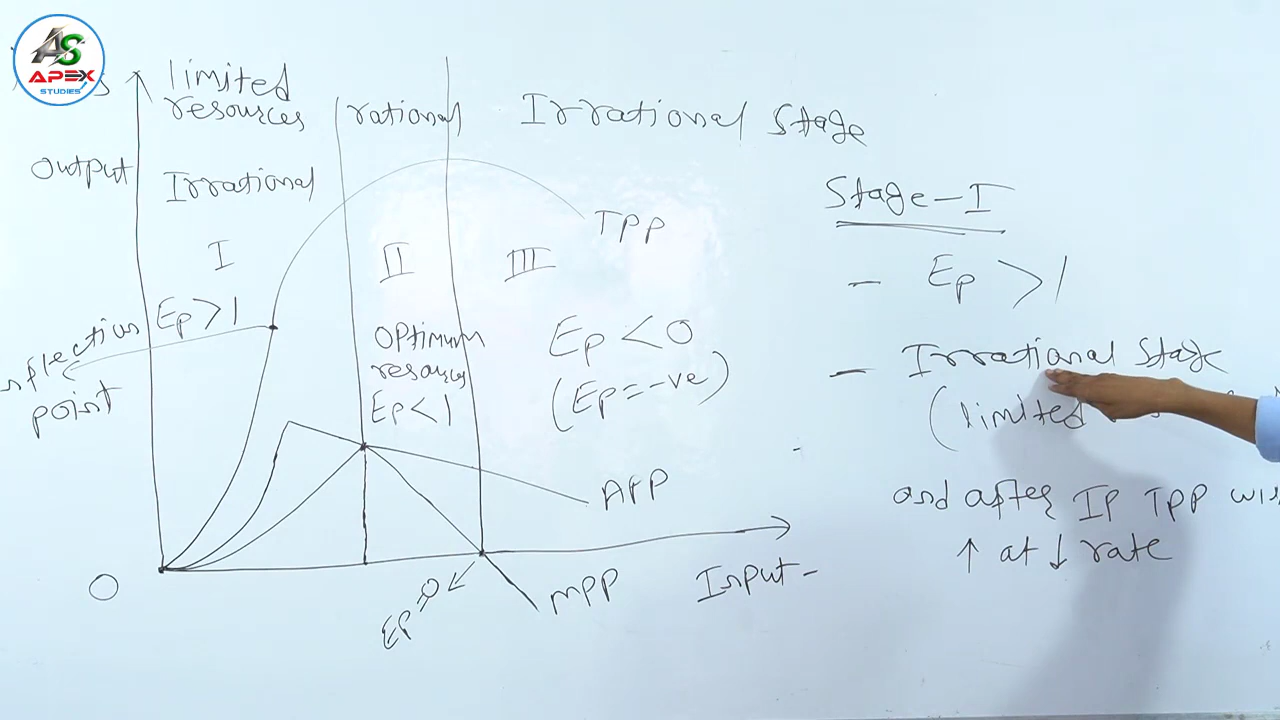 AS
APEX
STUDIES
limited
resources
rational
Irrational Stage
Output
Irrational
TPP
I
II
III
Ep>1
inflection
point
Optimum
resources
Ep<1
Ep<0
(Ep=-ve)
APP
MPP
O
Ep=0
Input-
Stage-I
- Ep >1
- Irrational Stage
(limited
and after IP TPP
↑ at ↓ rate